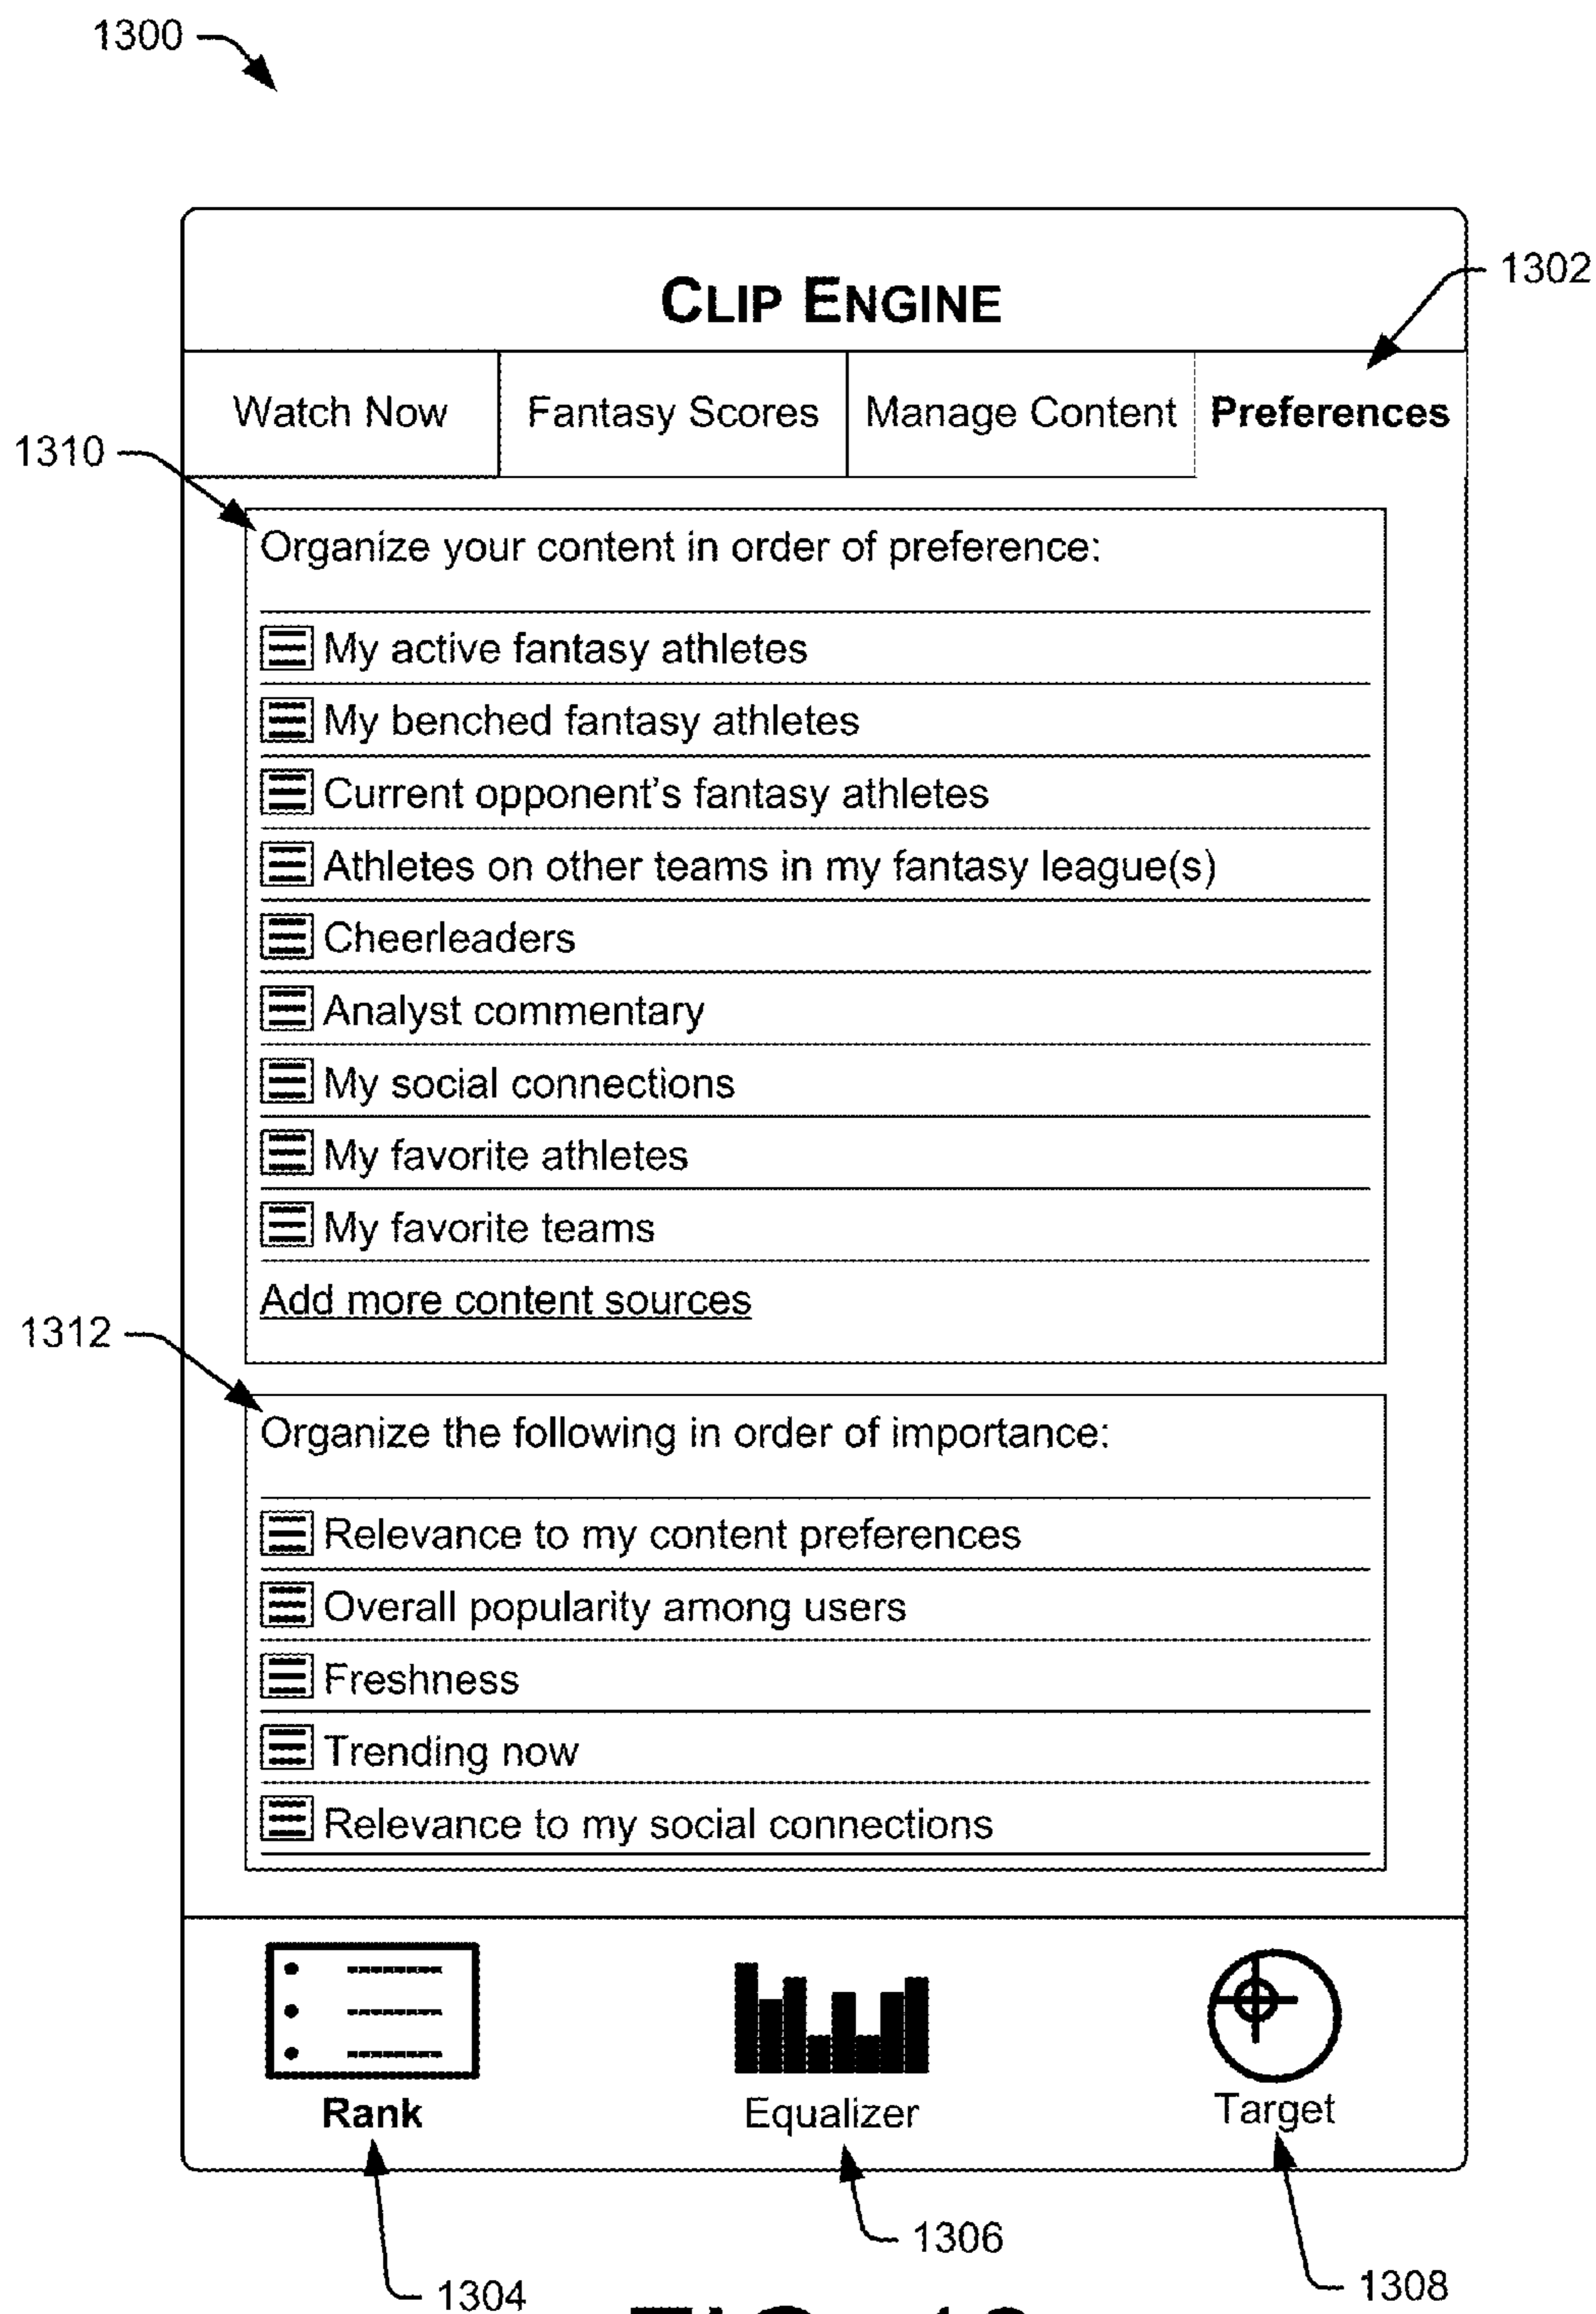 1300
CLIP ENGINE
1302
Watch Now Fantasy Scores Manage Content Preferences
1310
Organize your content in order of preference:
My active fantasy athletes
My benched fantasy athletes
Current opponent's fantasy athletes
Athletes on other teams in my fantasy league(s)
Cheerleaders
Analyst commentary
My social connections
My favorite athletes
My favorite teams
Add more content sources
1312
Organize the following in order of importance:
Relevance to my content preferences
Overall popularity among users
Freshness
Trending now
Relevance to my social connections
Rank Equalizer Target
1306
1304 1308